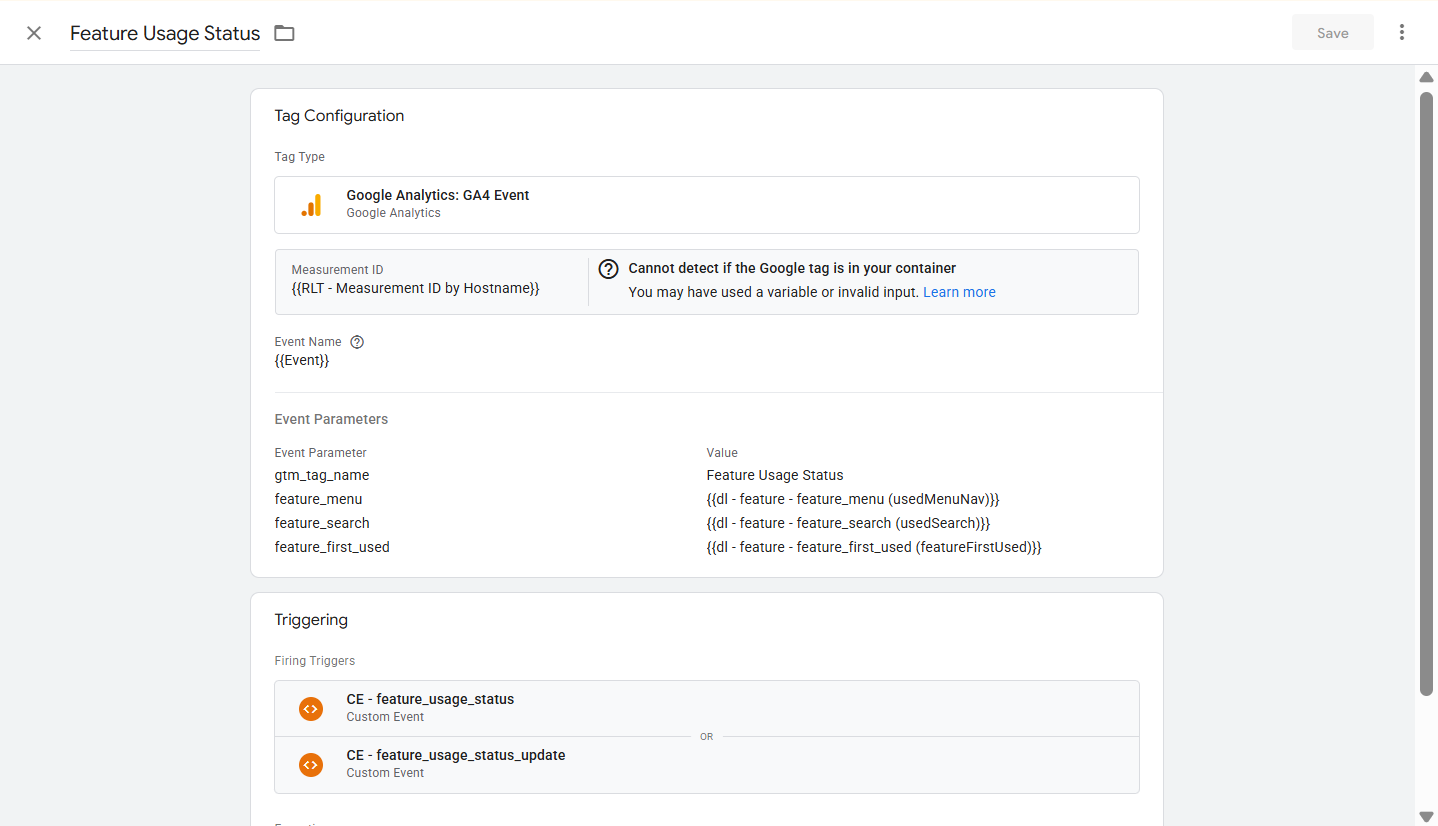 Feature Usage Status
Save
Tag Configuration
Tag Type
Google Analytics: GA4 Event
Google Analytics
Measurement ID
{{RLT - Measurement ID by Hostname}}
Cannot detect if the Google tag is in your container
You may have used a variable or invalid input. Learn more
Event Name
{{Event}}
Event Parameters
Event Parameter Value
gtm_tag_name Feature Usage Status
feature_menu {{dl - feature - feature_menu (usedMenuNav)}}
feature_search {{dl - feature - feature_search (usedSearch)}}
feature_first_used {{dl - feature - feature_first_used (featureFirstUsed)}}
Triggering
Firing Triggers
CE - feature_usage_status
Custom Event
OR
CE - feature_usage_status_update
Custom Event